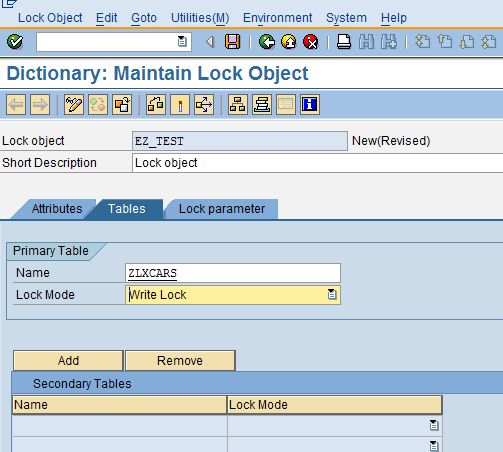 Lock Object Edit Goto Utilities(M) Environment System Help
Dictionary: Maintain Lock Object
Lock object EZ_TEST New(Revised)
Short Description Lock object
Attributes Tables Lock parameter
Primary Table
Name ZLXCARS
Lock Mode Write Lock
Add Remove
Secondary Tables
Name Lock Mode